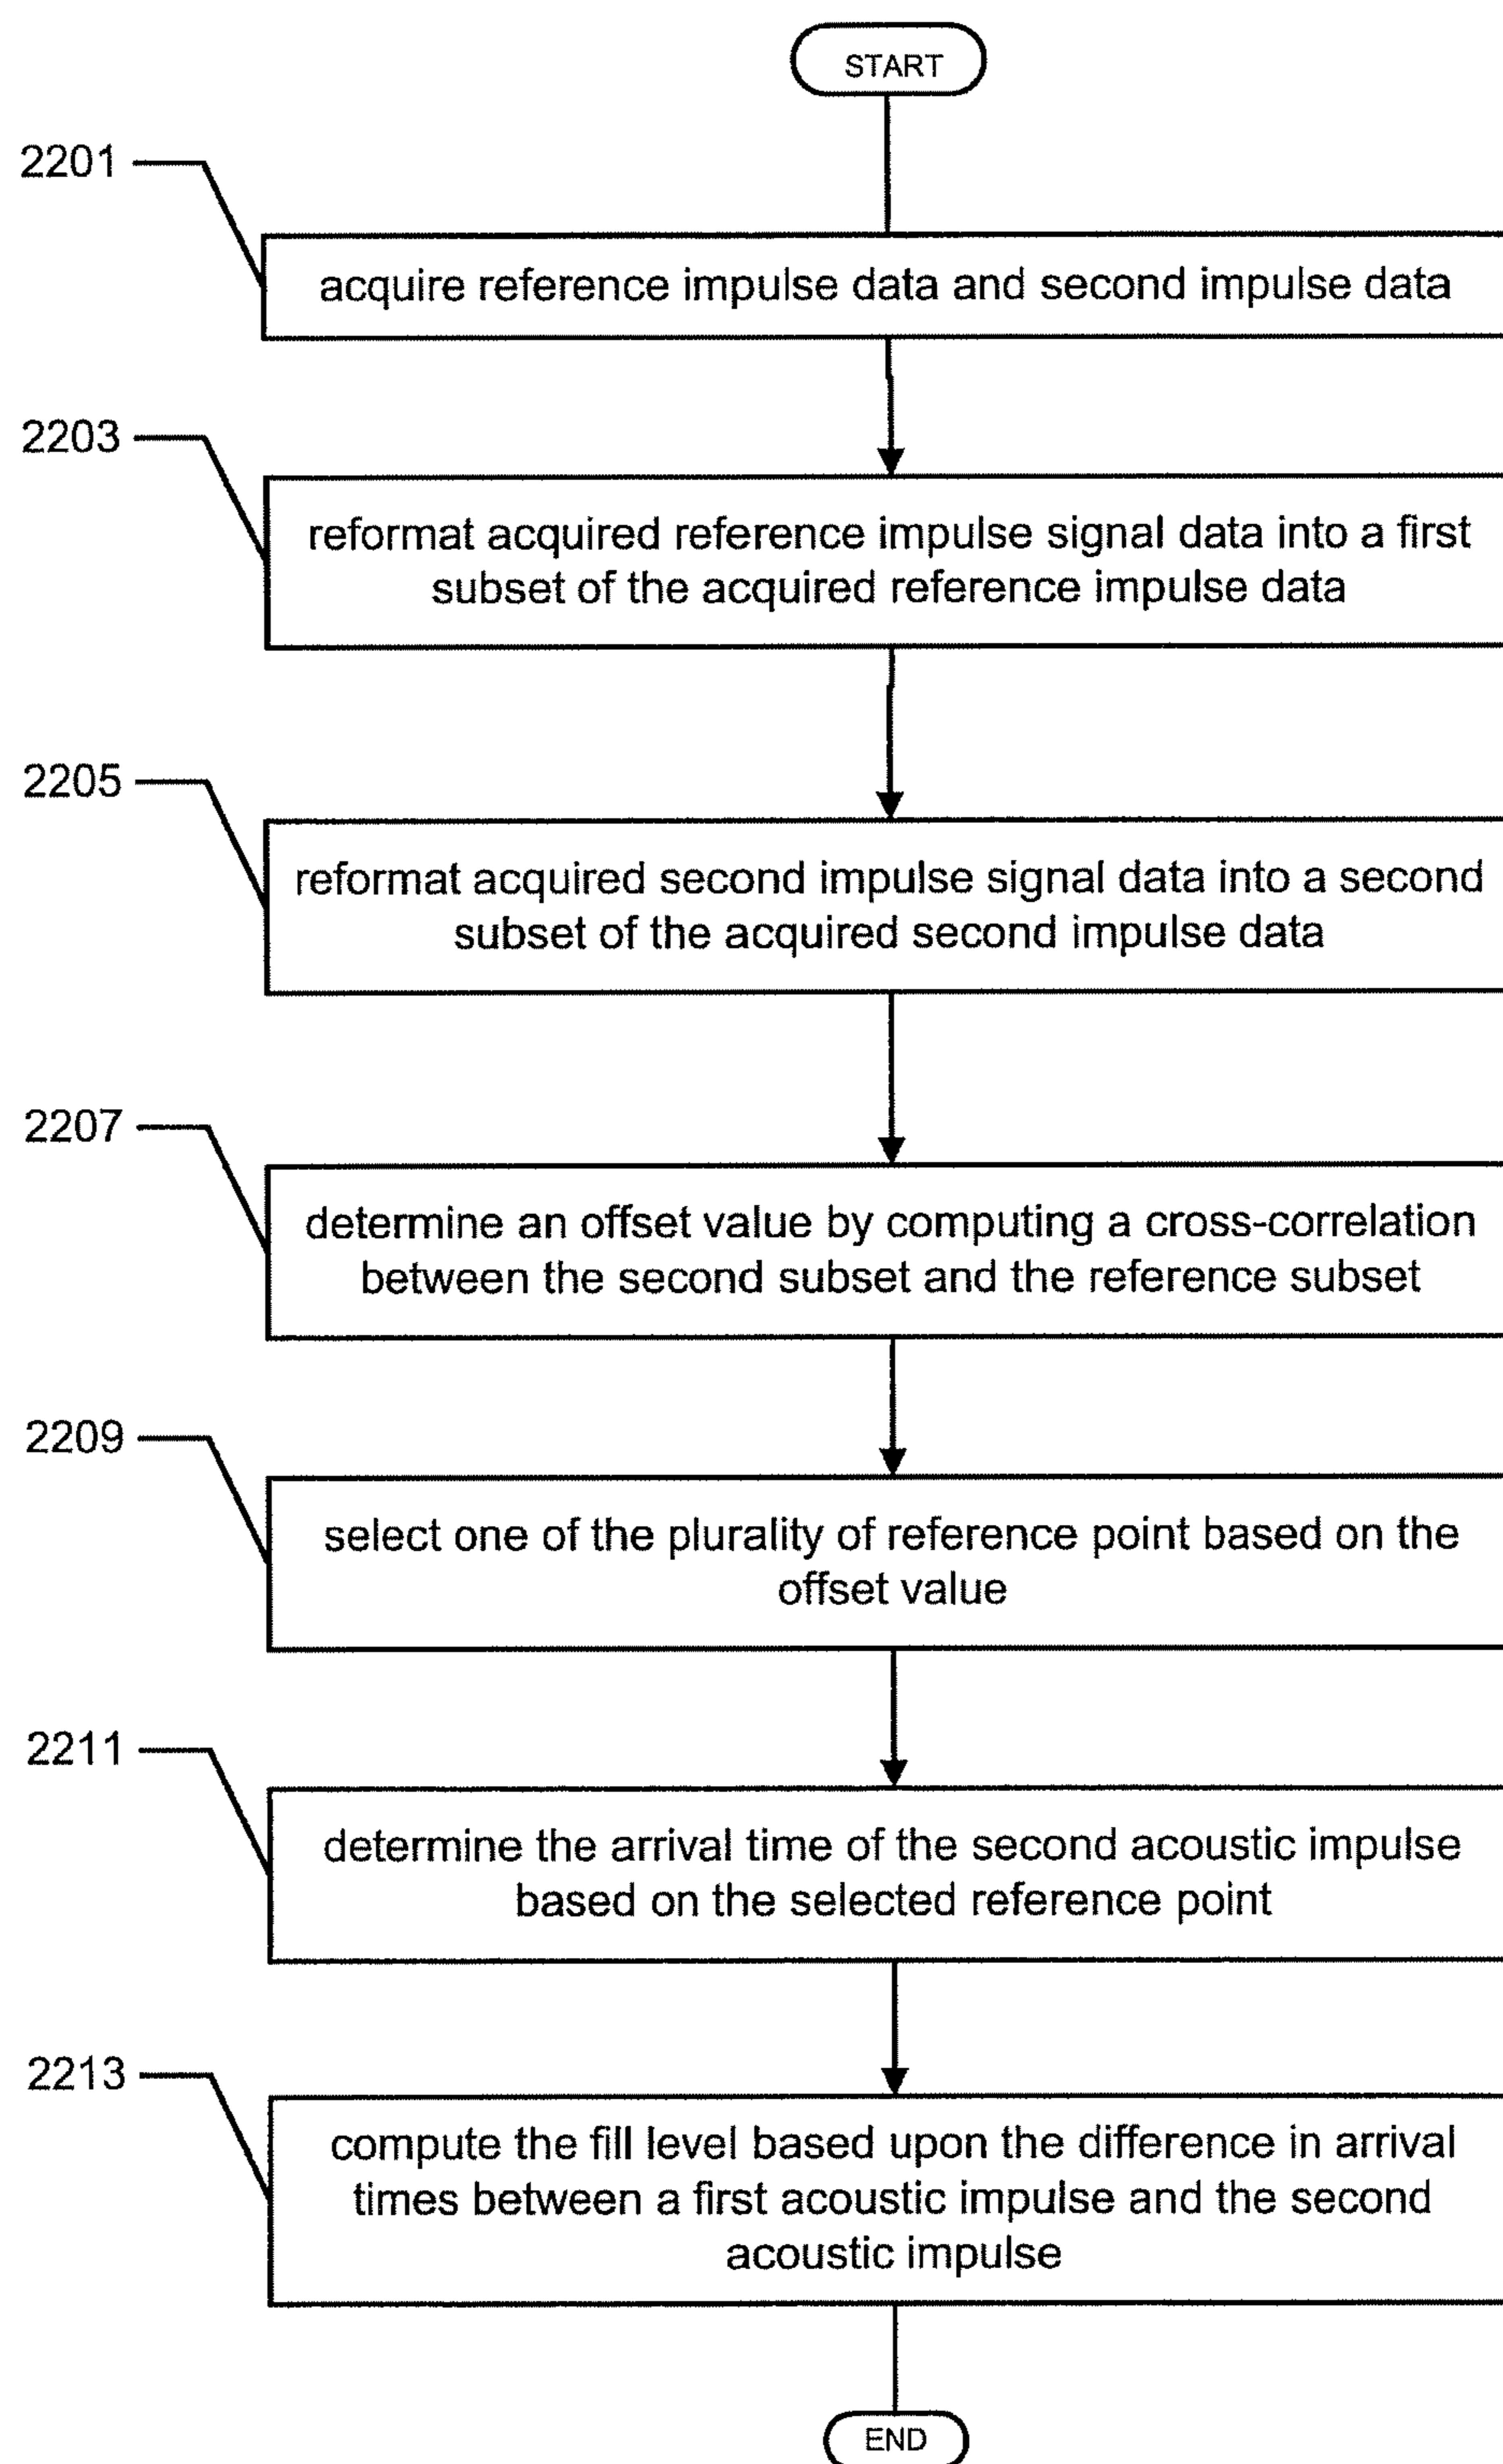 START
2201
acquire reference impulse data and second impulse data
2203
reformat acquired reference impulse signal data into a first
subset of the acquired reference impulse data
2205
reformat acquired second impulse signal data into a second
subset of the acquired second impulse data
2207
determine an offset value by computing a cross-correlation
between the second subset and the reference subset
2209
select one of the plurality of reference point based on the
offset value
2211
determine the arrival time of the second acoustic impulse
based on the selected reference point
2213
compute the fill level based upon the difference in arrival
times between a first acoustic impulse and the second
acoustic impulse
END